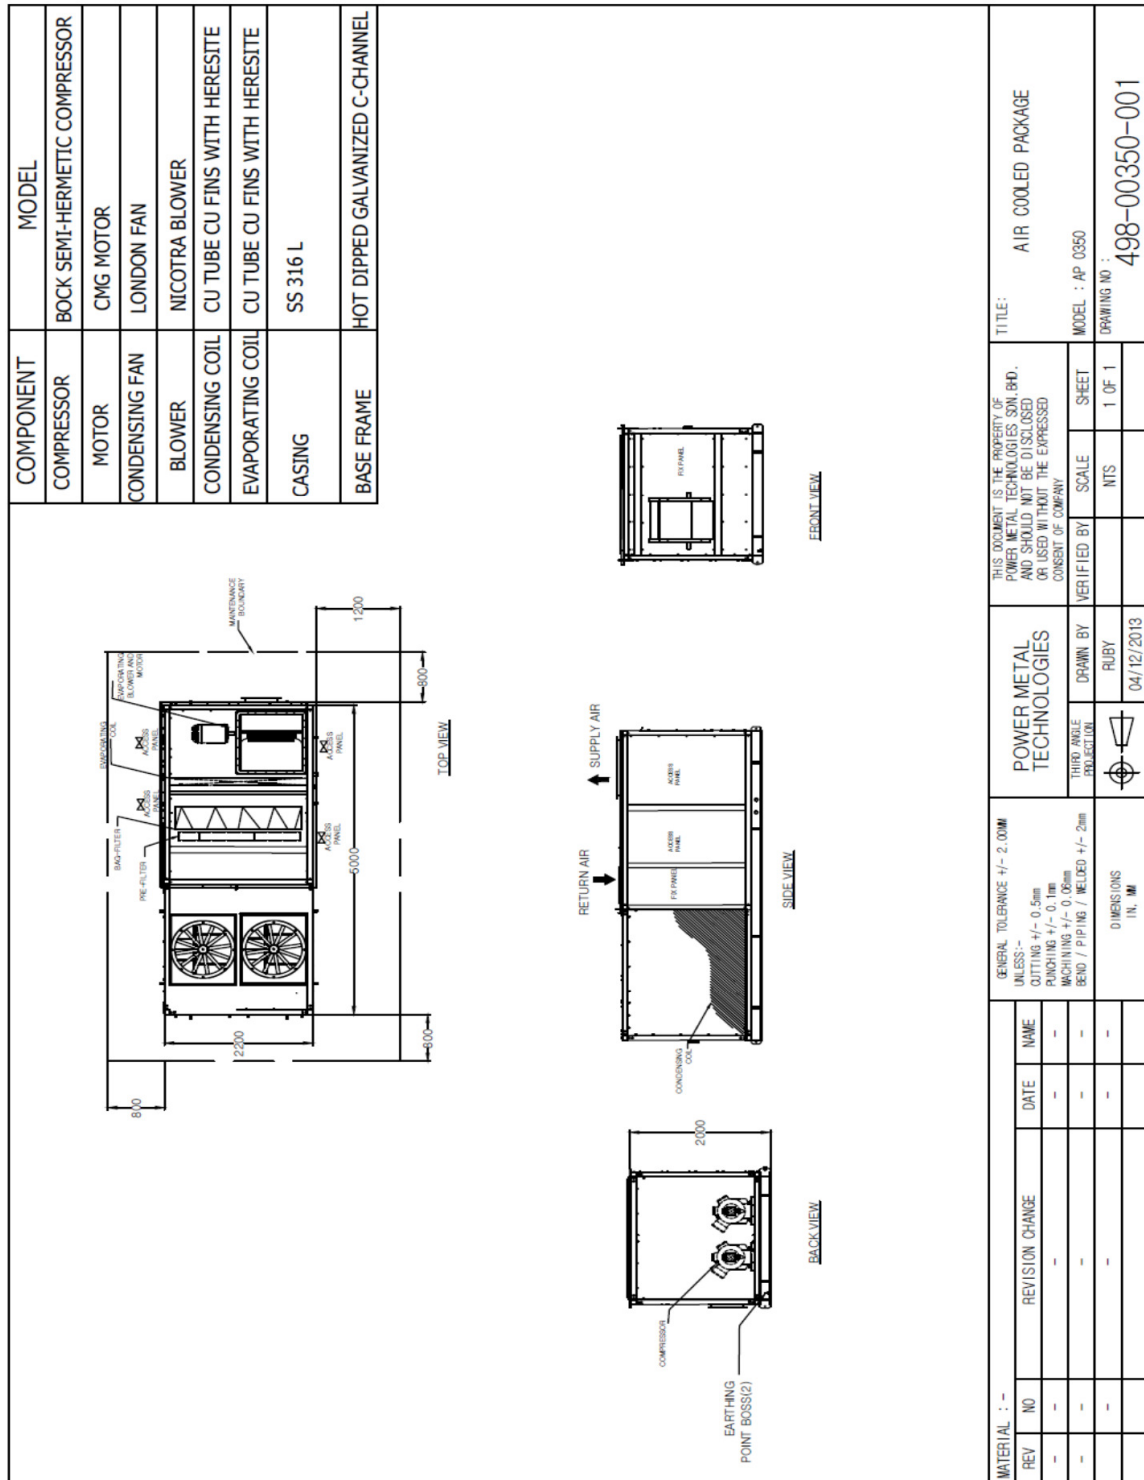 COMPONENT
MODEL
COMPRESSOR
BOCK SEMI-HERMETIC COMPRESSOR
MOTOR
CMG MOTOR
CONDENSING FAN
LONDON FAN
BLOWER
NICOTRA BLOWER
CONDENSING COIL
CU TUBE CU FINS WITH HERESITE
EVAPORATING COIL
CU TUBE CU FINS WITH HERESITE
CASING
SS 316 L
BASE FRAME
HOT DIPPED GALVANIZED C-CHANNEL
MAINTENANCE
BOUNDARY
EVAPORATING
BLOWER AND
MOTOR
EVAPORATING
COIL
BAG-FILTER
PRE-FILTER
ACCESS
PANEL
ACCESS
PANEL
ACCESS
PANEL
ACCESS
PANEL
800
2200
800
6000
800
1200
TOP VIEW
COMPRESSOR
EARTHING
POINT BOSS(2)
2000
BACK VIEW
RETURN AIR
SUPPLY AIR
CONDENSING
COIL
FIX PANEL
ACCESS
PANEL
ACCESS
PANEL
SIDE VIEW
FIX PANEL
FRONT VIEW
MATERIAL : -
REV
NO
REVISION CHANGE
DATE
NAME
- - - - -
- - - - -
- - - - -
GENERAL TOLERANCE +/- 2.00MM
UNLESS:-
CUTTING +/- 0.5mm
PUNCHING +/- 0.1mm
MACHINING +/- 0.06mm
BEND / PIPING / WELDED +/- 2mm
DIMENSIONS
IN. MM
POWER METAL
TECHNOLOGIES
THIRD ANGLE
PROJECTION
DRAWN BY
RUBY
04/12/2013
THIS DOCUMENT IS THE PROPERTY OF
POWER METAL TECHNOLOGIES SDN.BHD.
AND SHOULD NOT BE DISCLOSED
OR USED WITHOUT THE EXPRESSED
CONSENT OF COMPANY
VERIFIED BY
SCALE
NTS
SHEET
1 OF 1
TITLE:
AIR COOLED PACKAGE
MODEL : AP 0350
DRAWING NO :
498-00350-001